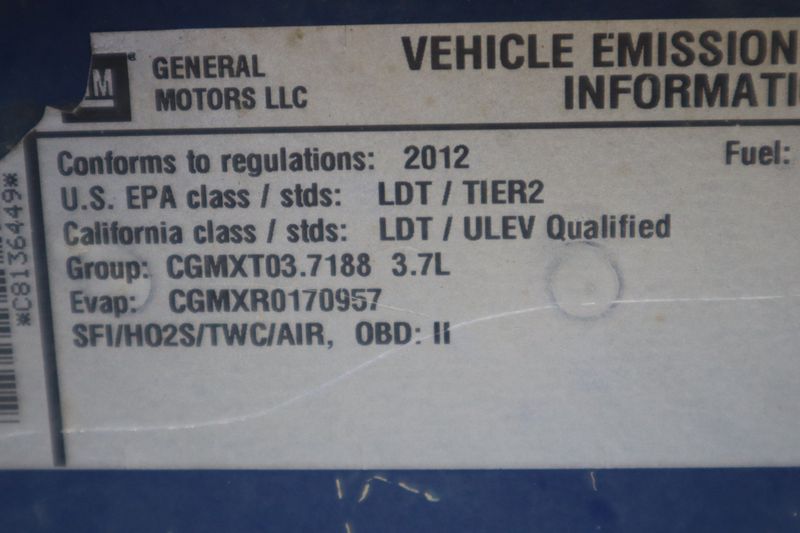 GM
GENERAL
MOTORS LLC
VEHICLE EMISSION
INFORMATI
Conforms to regulations: 2012
Fuel:
U.S. EPA class / stds: LDT / TIER2
California class / stds: LDT / ULEV Qualified
Group: CGMXT03.7188 3.7L
Evap: CGMXR0170957
SFI/HO2S/TWC/AIR, OBD: II
*C8136449*